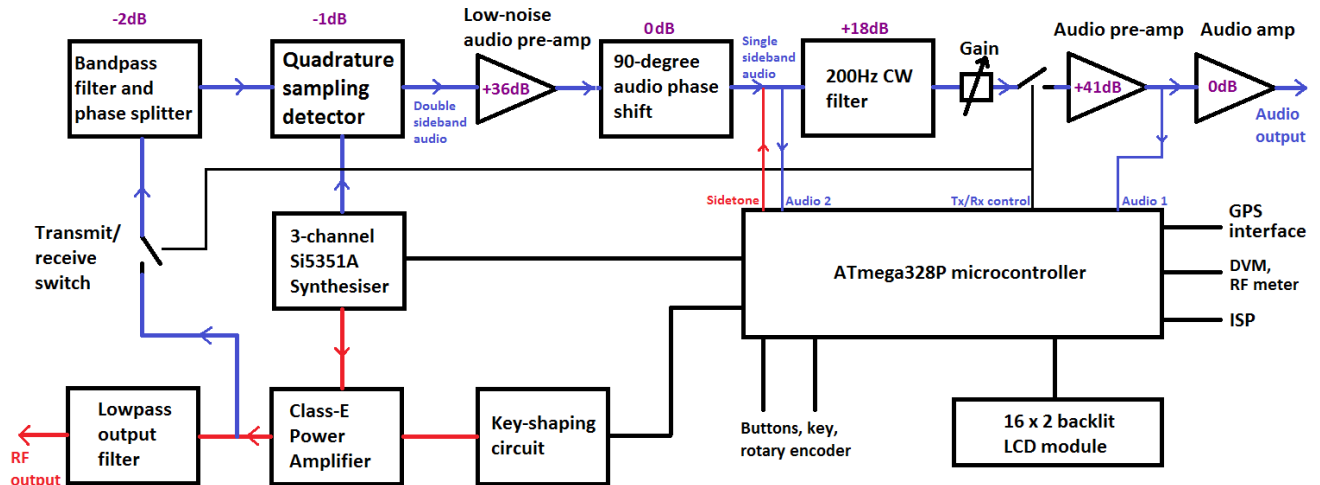 -2dB
-1dB
Low-noise
audio pre-amp
0dB
+18dB
Audio pre-amp
Audio amp
Bandpass
filter and
phase splitter
Quadrature
sampling
detector
Double
sideband
audio
+36dB
90-degree
audio phase
shift
Single
sideband
audio
200Hz CW
filter
Gain
+41dB
0dB
Audio
output
Sidetone
Audio 2
Tx/Rx control
Audio 1
Transmit/
receive
switch
3-channel
Si5351A
Synthesiser
ATmega328P microcontroller
GPS
interface
DVM,
RF meter
ISP
Lowpass
output
filter
RF
output
Class-E
Power
Amplifier
Key-shaping
circuit
Buttons, key,
rotary encoder
16 x 2 backlit
LCD module